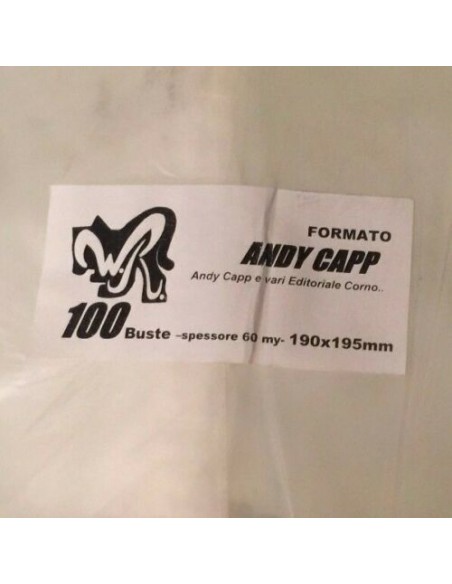 W.R.
FORMATO
ANDY CAPP
Andy Capp e vari Editoriale Corno..
100 Buste –spessore 60 my- 190x195mm